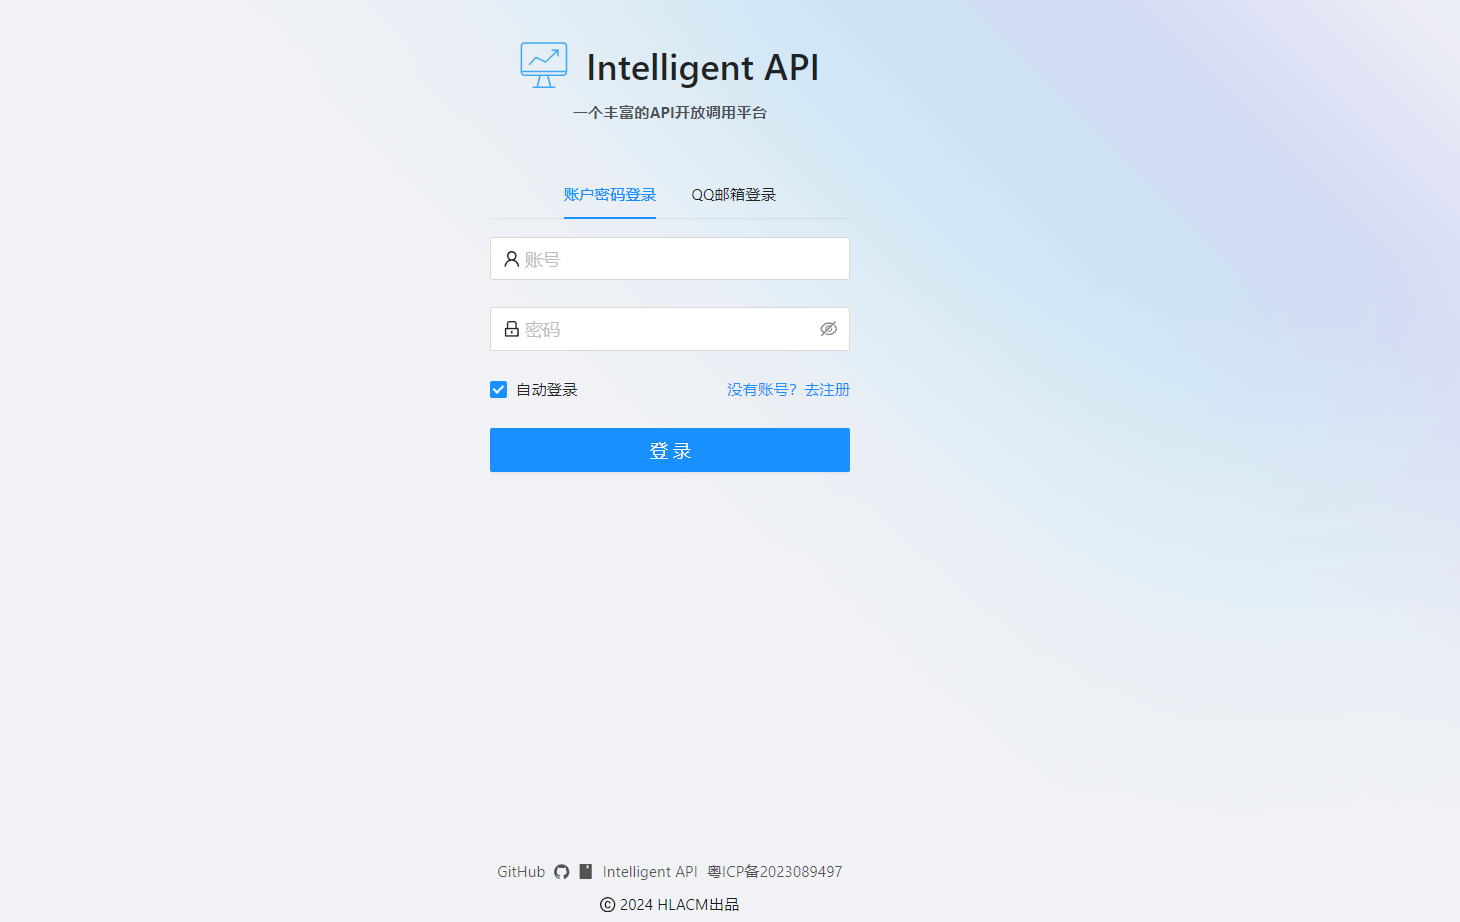 Intelligent API
一个丰富的API开放调用平台
账户密码登录 QQ邮箱登录
账号
密码
自动登录 没有账号？去注册
登录
GitHub Intelligent API 粤ICP备2023089497
© 2024 HLACM出品